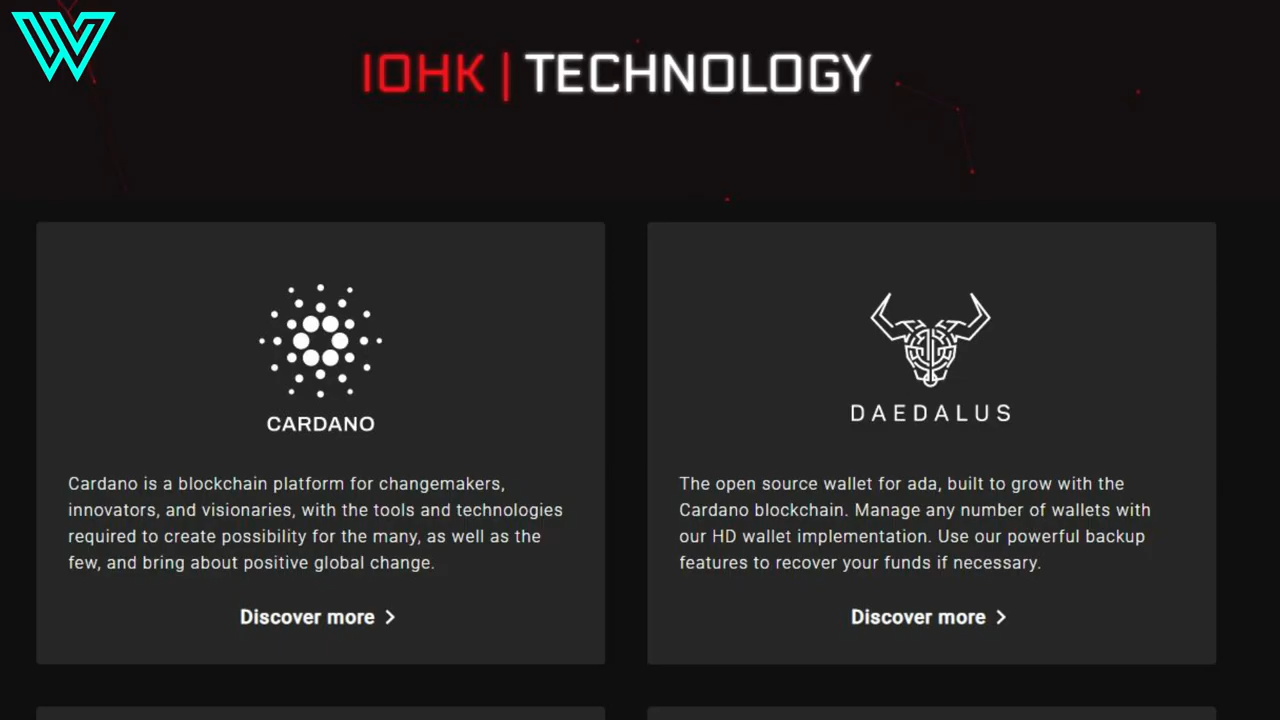 IOHK | TECHNOLOGY
CARDANO
Cardano is a blockchain platform for changemakers,
innovators, and visionaries, with the tools and technologies
required to create possibility for the many, as well as the
few, and bring about positive global change.
Discover more
DAEDALUS
The open source wallet for ada, built to grow with the
Cardano blockchain. Manage any number of wallets with
our HD wallet implementation. Use our powerful backup
features to recover your funds if necessary.
Discover more